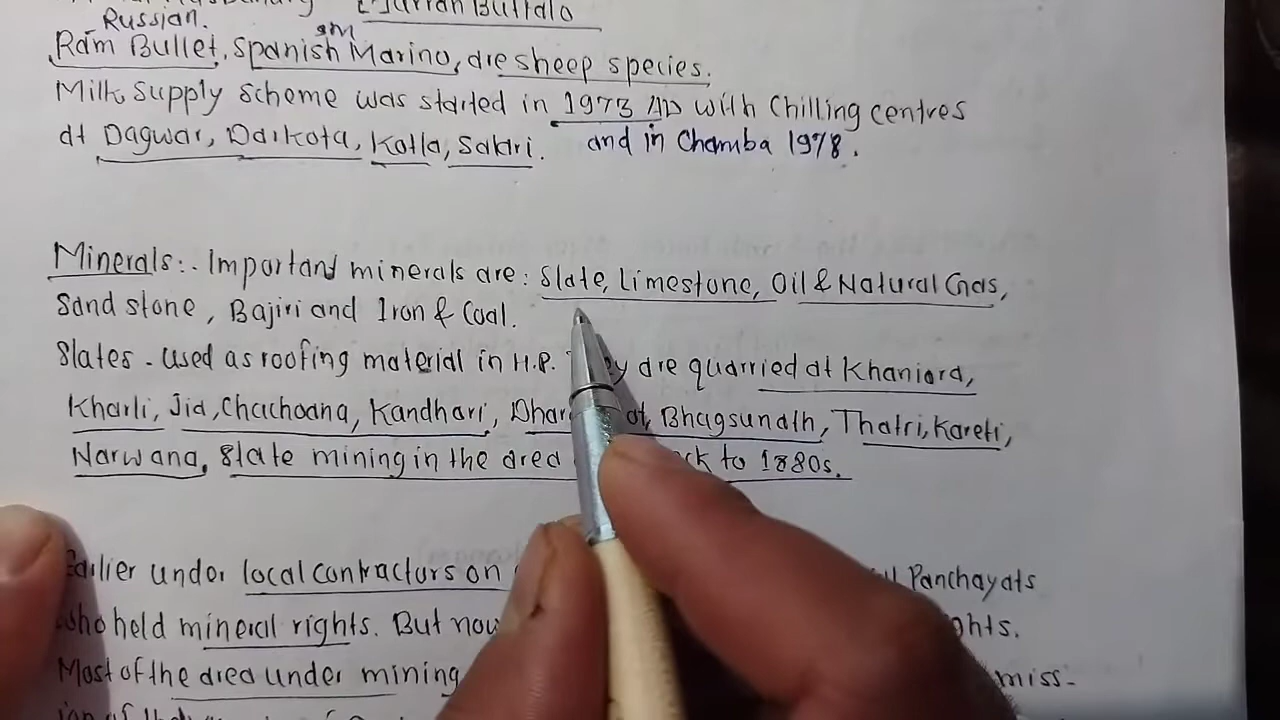 Buffalo
Russian.
an
Ram Bullet, Spanish Marino, are sheep species.
Milk Supply Scheme was started in 1973 AD with Chilling centres
at Dagwar, Darkota, Kotla, Sakri. and in Chamba 1978.
Minerals:- Important minerals are: Slate, Limestone, Oil & Natural Gas,
Sand stone, Bajiri and Iron & Coal.
Slates - used as roofing material in H.P. are quarried at Khaniara,
Kharli, Jia, Chachoana, Kandhari, Bhagsunath, Thatri, Kareti,
Narwana, Slate mining in the area to 1880s.
Earlier under local contractors on Panchayats
who held mineral rights. But now
Most of the area under mining miss-